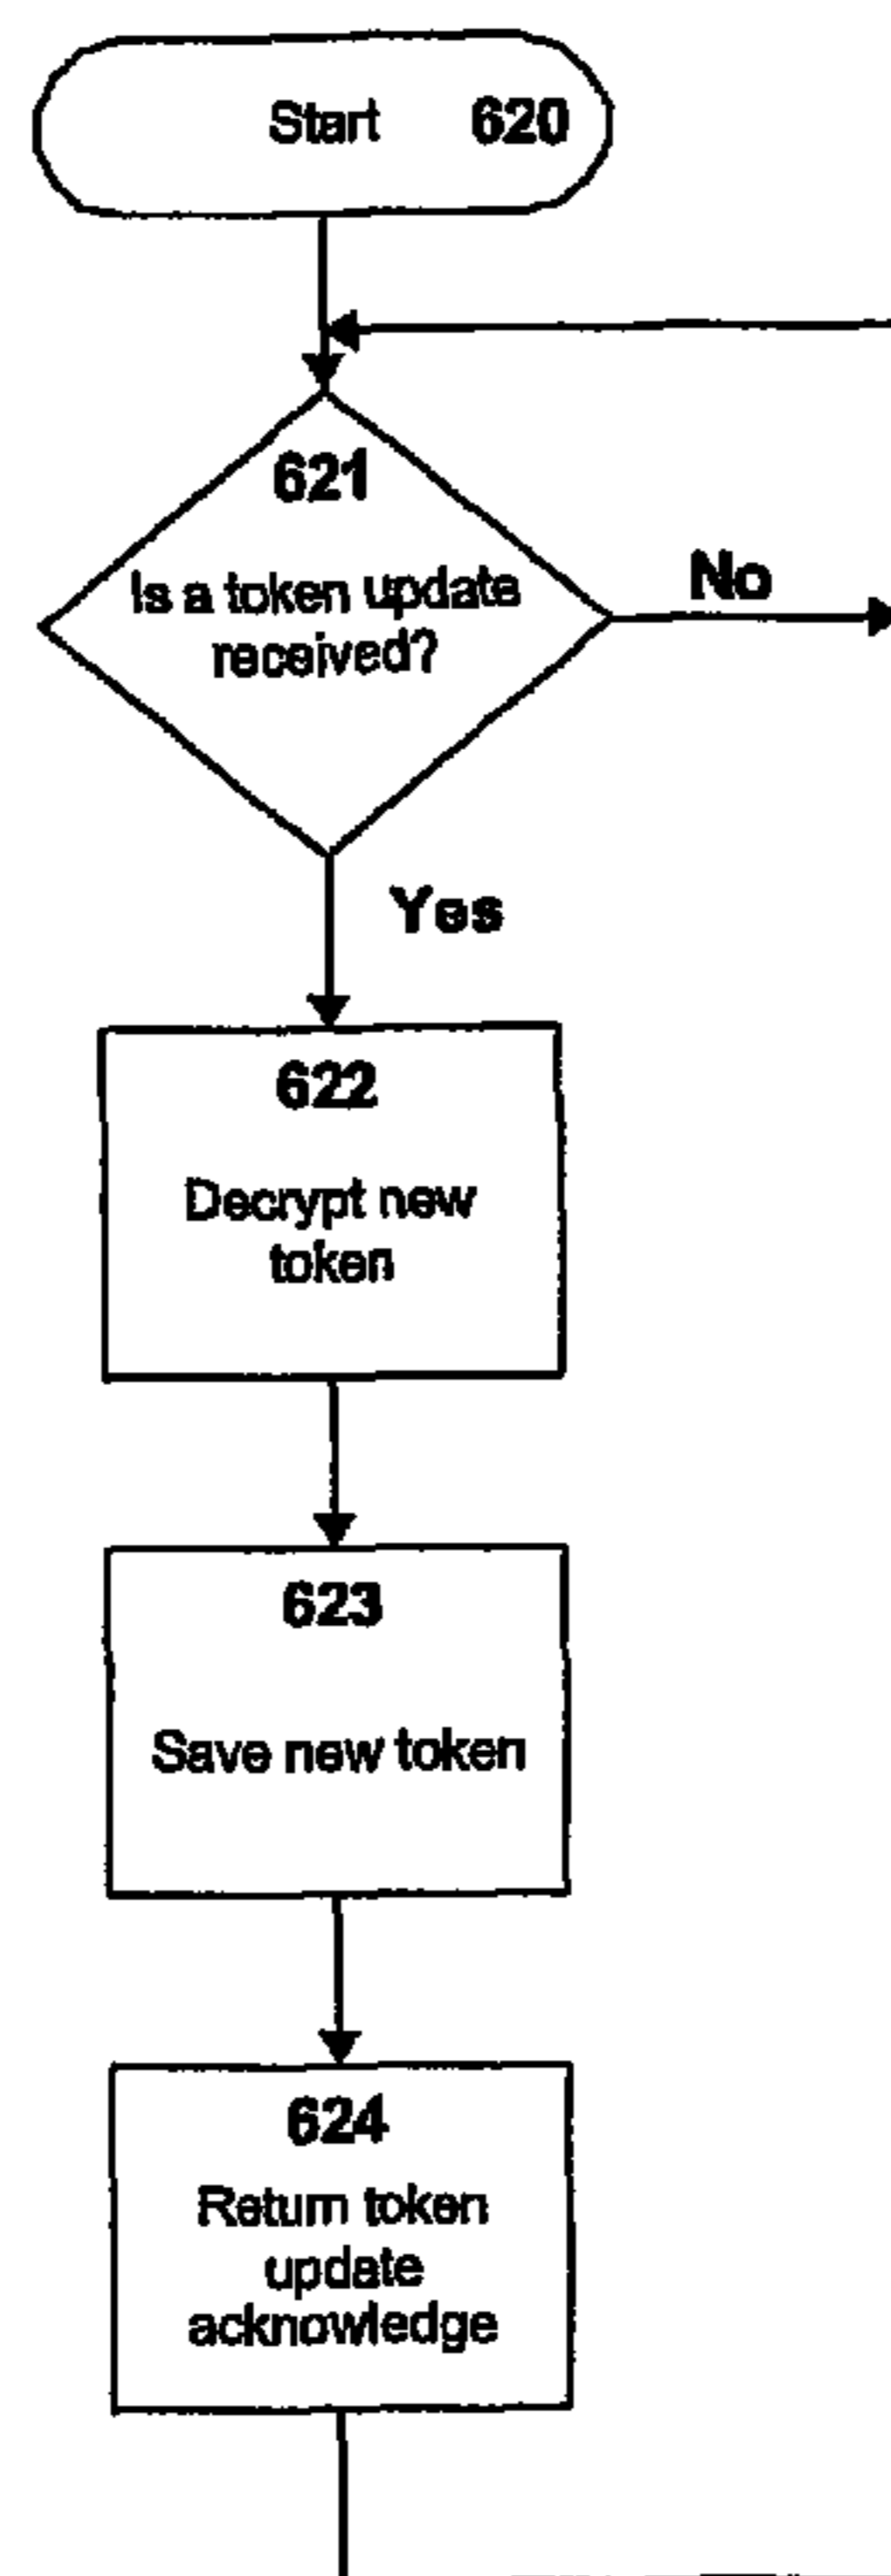 Start 620
621
Is a token update
received?
No
Yes
622
Decrypt new
token
623
Save new token
624
Return token
update
acknowledge